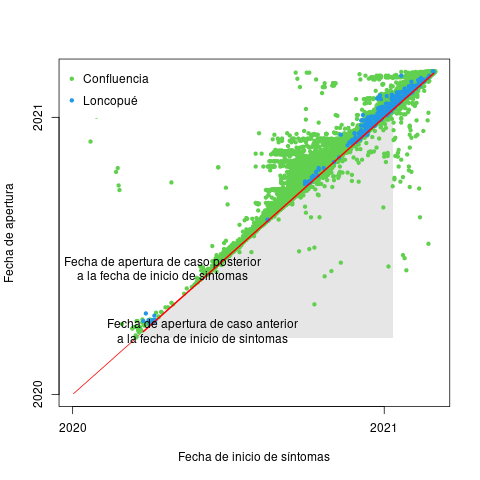 Confluencia
Loncopué
Fecha de apertura de caso posterior
a la fecha de inicio de síntomas
Fecha de apertura de caso anterior
a la fecha de inicio de síntomas
2021
2020
Fecha de apertura
2020
2021
Fecha de inicio de síntomas